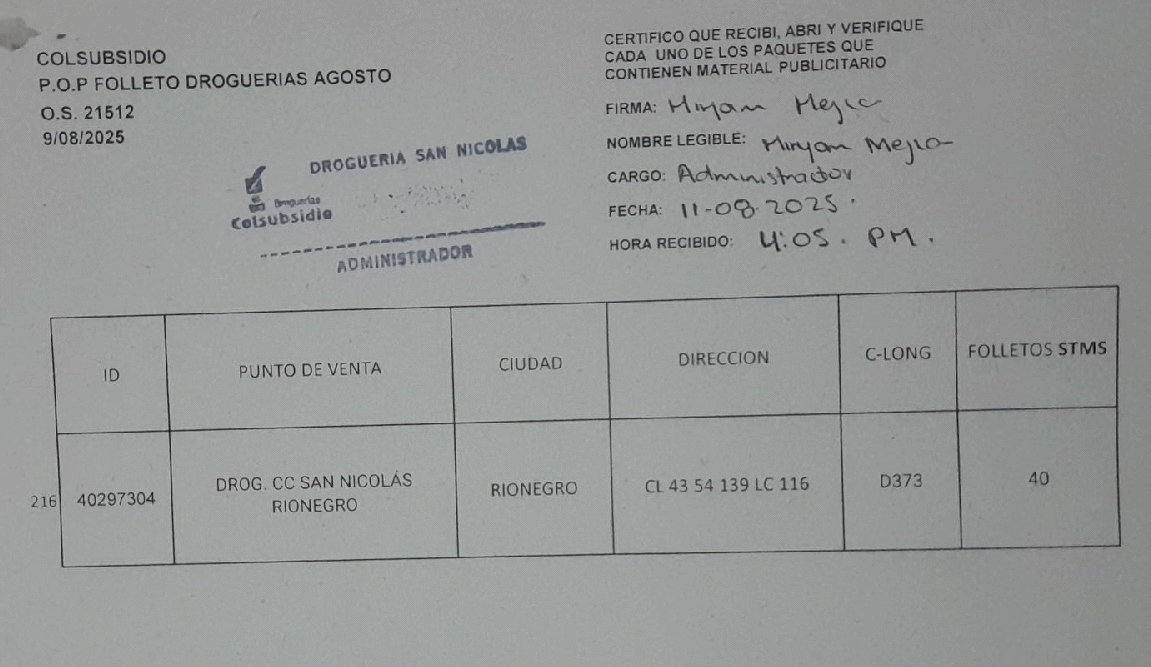 COLSUBSIDIO
P.O.P FOLLETO DROGUERIAS AGOSTO
O.S. 21512
9/08/2025
CERTIFICO QUE RECIBI, ABRI Y VERIFIQUE
CADA UNO DE LOS PAQUETES QUE
CONTIENEN MATERIAL PUBLICITARIO
FIRMA: Miryam Mejia
NOMBRE LEGIBLE: Miryam Mejia
CARGO: Administrador
FECHA: 11-08-2025.
HORA RECIBIDO: 4:05. PM.
DROGUERIA SAN NICOLAS
Droguerías
Colsubsidio
ADMINISTRADOR
ID PUNTO DE VENTA CIUDAD DIRECCION C-LONG FOLLETOS STMS
216 40297304 DROG. CC SAN NICOLÁS RIONEGRO CL 43 54 139 LC 116 D373 40
RIONEGRO